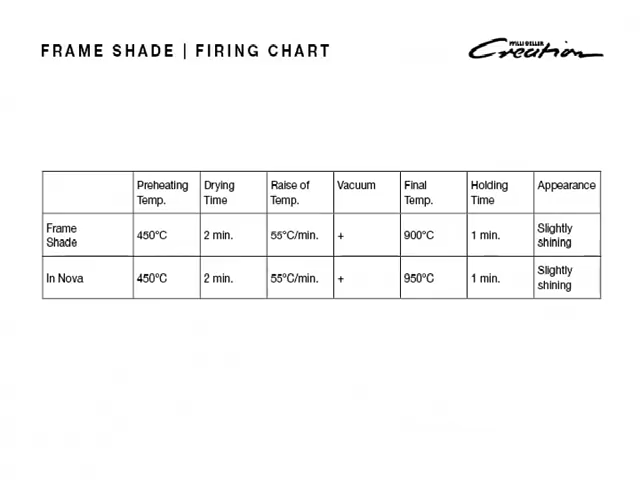 FRAME SHADE | FIRING CHART
WILLI GELLER
Creation
Preheating Temp. Drying Time Raise of Temp. Vacuum Final Temp. Holding Time Appearance
Frame Shade 450°C 2 min. 55°C/min. + 900°C 1 min. Slightly shining
In Nova 450°C 2 min. 55°C/min. + 950°C 1 min. Slightly shining